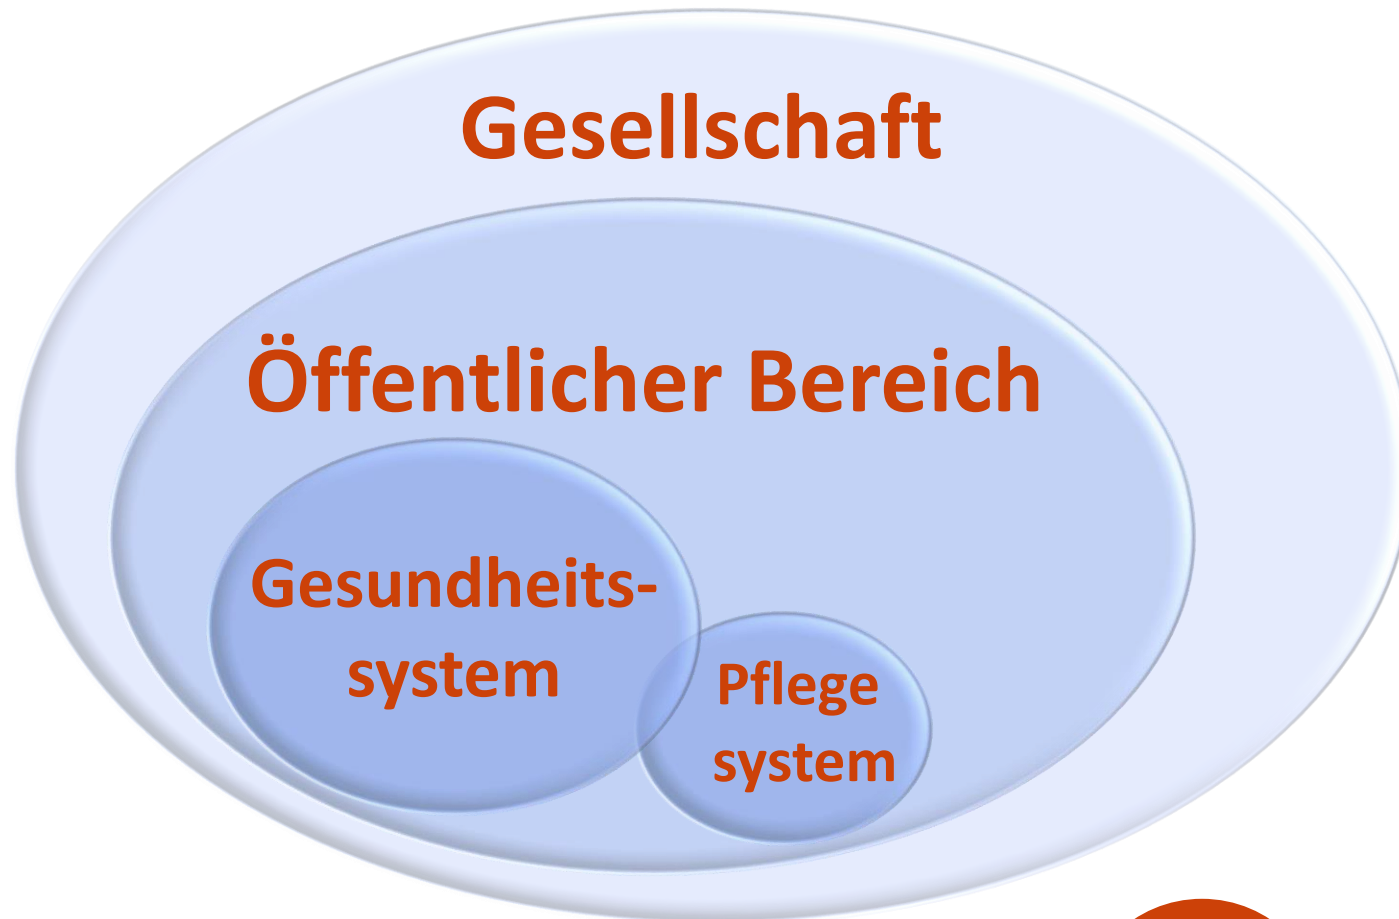 Gesellschaft
Öffentlicher Bereich
Gesundheits-
system
Pflege
system